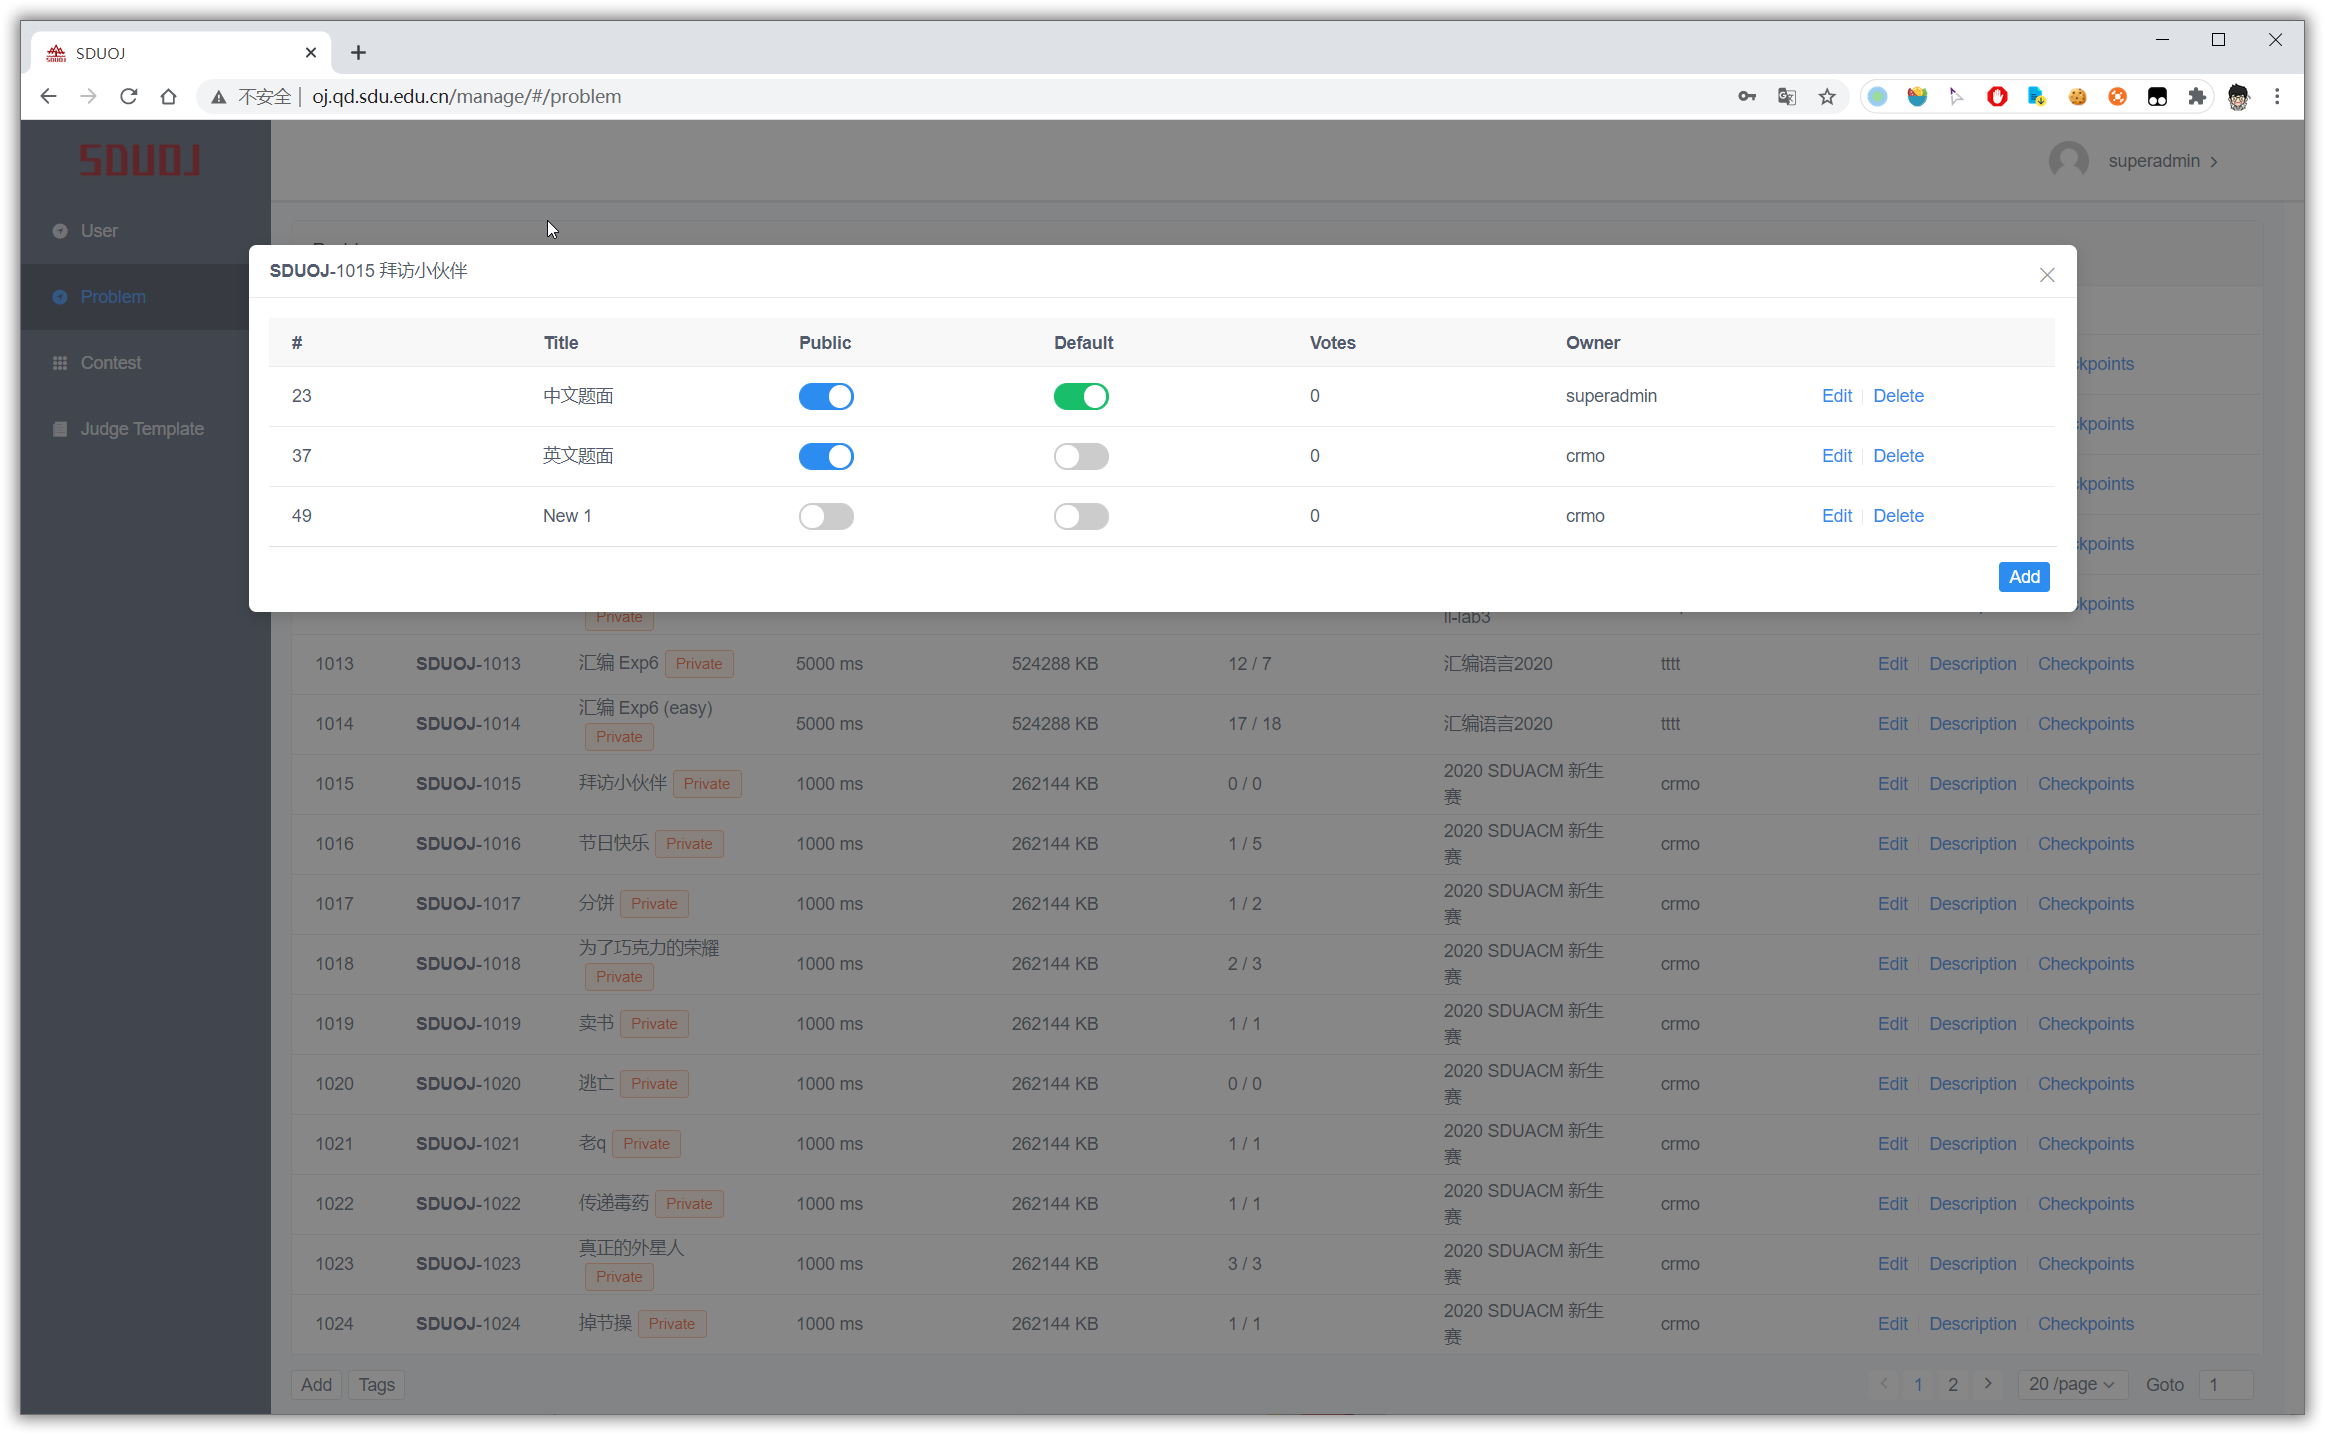 SDUOJ
不安全 | oj.qd.sdu.edu.cn/manage/#/problem
SDUOJ
superadmin
User
Problem
Contest
Judge Template
SDUOJ-1015 拜访小伙伴
# Title Public Default Votes Owner
23 中文题面 0 superadmin Edit Delete
37 英文题面 0 crmo Edit Delete
49 New 1 0 crmo Edit Delete
Add
Private
1013 SDUOJ-1013 汇编 Exp6 Private 5000 ms 524288 KB 12 / 7 汇编语言2020 tttt Edit Description Checkpoints
1014 SDUOJ-1014 汇编 Exp6 (easy) Private 5000 ms 524288 KB 17 / 18 汇编语言2020 tttt Edit Description Checkpoints
1015 SDUOJ-1015 拜访小伙伴 Private 1000 ms 262144 KB 0 / 0 2020 SDUACM 新生赛 crmo Edit Description Checkpoints
1016 SDUOJ-1016 节日快乐 Private 1000 ms 262144 KB 1 / 5 2020 SDUACM 新生赛 crmo Edit Description Checkpoints
1017 SDUOJ-1017 分饼 Private 1000 ms 262144 KB 1 / 2 2020 SDUACM 新生赛 crmo Edit Description Checkpoints
1018 SDUOJ-1018 为了巧克力的荣耀 Private 1000 ms 262144 KB 2 / 3 2020 SDUACM 新生赛 crmo Edit Description Checkpoints
1019 SDUOJ-1019 卖书 Private 1000 ms 262144 KB 1 / 1 2020 SDUACM 新生赛 crmo Edit Description Checkpoints
1020 SDUOJ-1020 逃亡 Private 1000 ms 262144 KB 0 / 0 2020 SDUACM 新生赛 crmo Edit Description Checkpoints
1021 SDUOJ-1021 老q Private 1000 ms 262144 KB 1 / 1 2020 SDUACM 新生赛 crmo Edit Description Checkpoints
1022 SDUOJ-1022 传递毒药 Private 1000 ms 262144 KB 1 / 1 2020 SDUACM 新生赛 crmo Edit Description Checkpoints
1023 SDUOJ-1023 真正的外星人 Private 1000 ms 262144 KB 3 / 3 2020 SDUACM 新生赛 crmo Edit Description Checkpoints
1024 SDUOJ-1024 掉节操 Private 1000 ms 262144 KB 1 / 1 2020 SDUACM 新生赛 crmo Edit Description Checkpoints
Add Tags 1 2 20 /page Goto 1